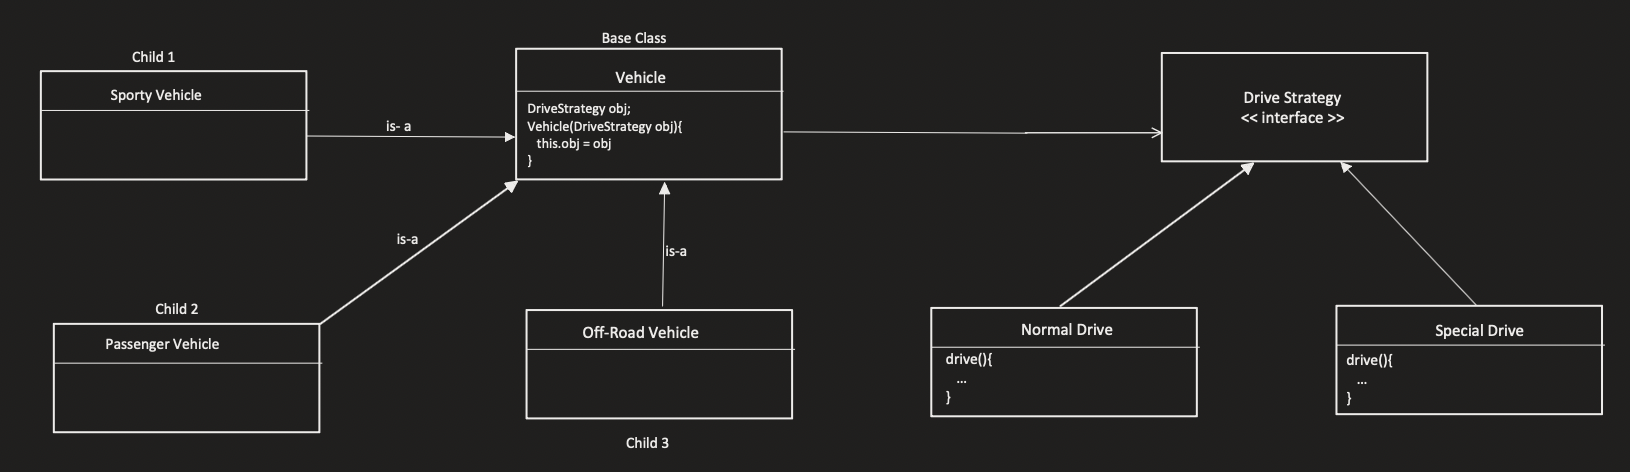 Child 1
Sporty Vehicle
is- a
Base Class
Vehicle
DriveStrategy obj;
Vehicle(DriveStrategy obj){
this.obj = obj
}
Drive Strategy
<< interface >>
is-a
is-a
Child 2
Passenger Vehicle
Off-Road Vehicle
Child 3
Normal Drive
drive(){
...
}
Special Drive
drive(){
...
}